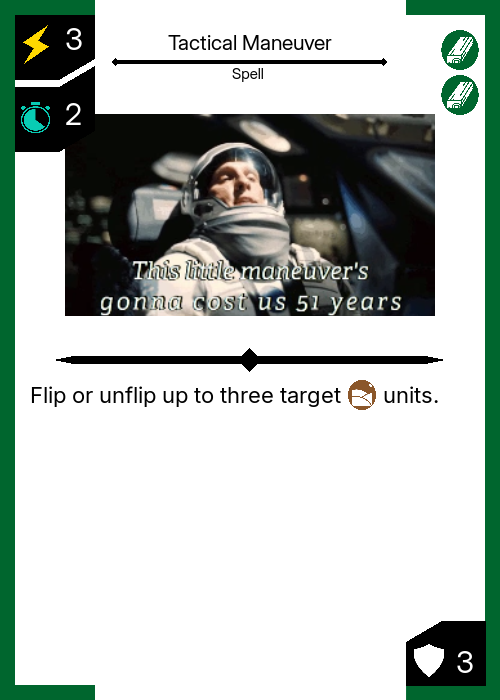 3
Tactical Maneuver
Spell
2
This little maneuver's
gonna cost us 51 years
Flip or unflip up to three target units.
3